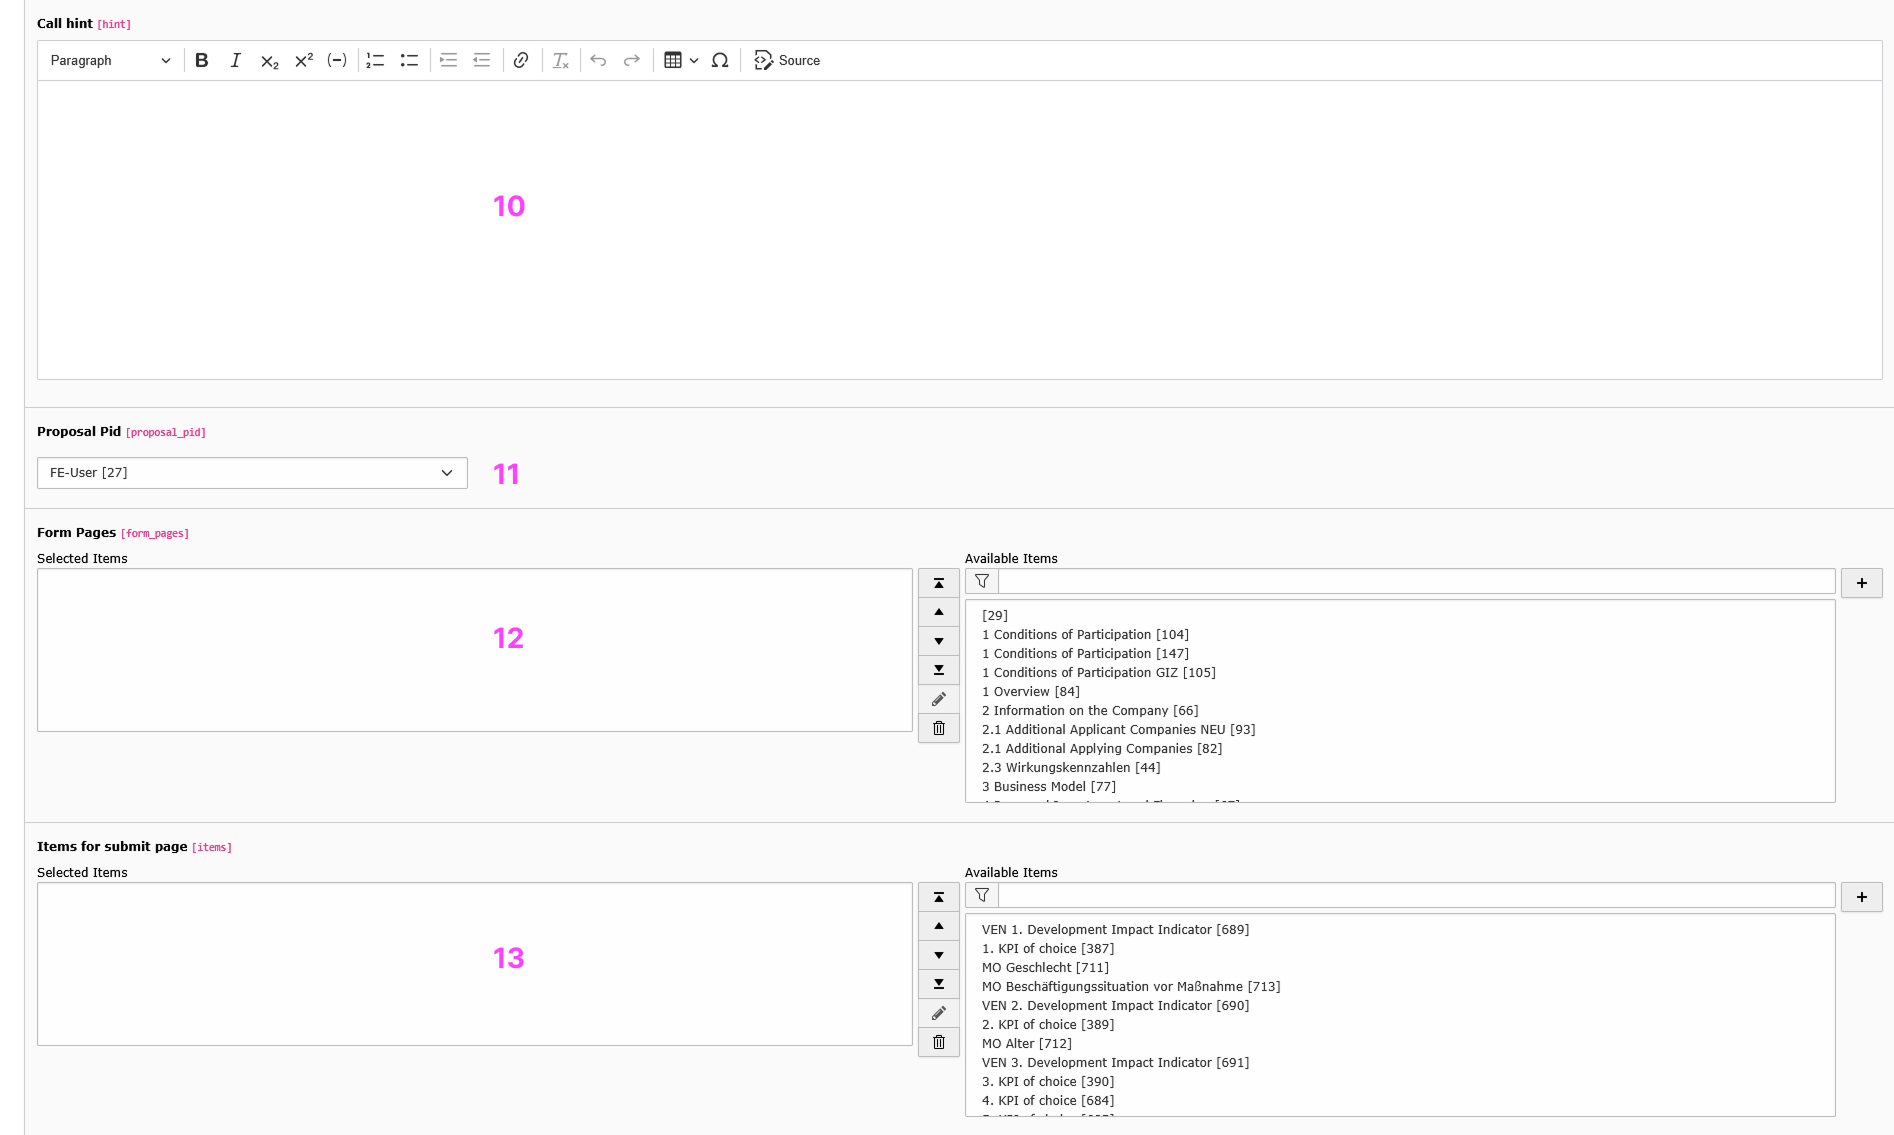 Call hint [hint]
Paragraph B I X2 X2 (-) Source
10
Proposal Pid [proposal_pid]
FE-User [27]
11
Form Pages [form_pages]
Selected Items
Available Items
12
[29]
1 Conditions of Participation [104]
1 Conditions of Participation [147]
1 Conditions of Participation GIZ [105]
1 Overview [84]
2 Information on the Company [66]
2.1 Additional Applicant Companies NEU [93]
2.1 Additional Applying Companies [82]
2.3 Wirkungskennzahlen [44]
3 Business Model [77]
Items for submit page [items]
Selected Items
Available Items
13
VEN 1. Development Impact Indicator [689]
1. KPI of choice [387]
MO Geschlecht [711]
MO Beschäftigungssituation vor Maßnahme [713]
VEN 2. Development Impact Indicator [690]
2. KPI of choice [389]
MO Alter [712]
VEN 3. Development Impact Indicator [691]
3. KPI of choice [390]
4. KPI of choice [684]